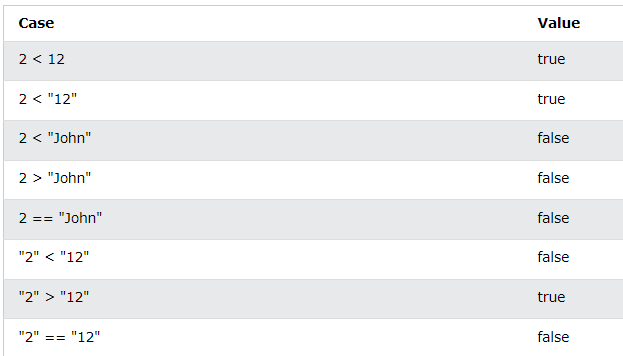 Case Value
2 < 12 true
2 < "12" true
2 < "John" false
2 > "John" false
2 == "John" false
"2" < "12" false
"2" > "12" true
"2" == "12" false